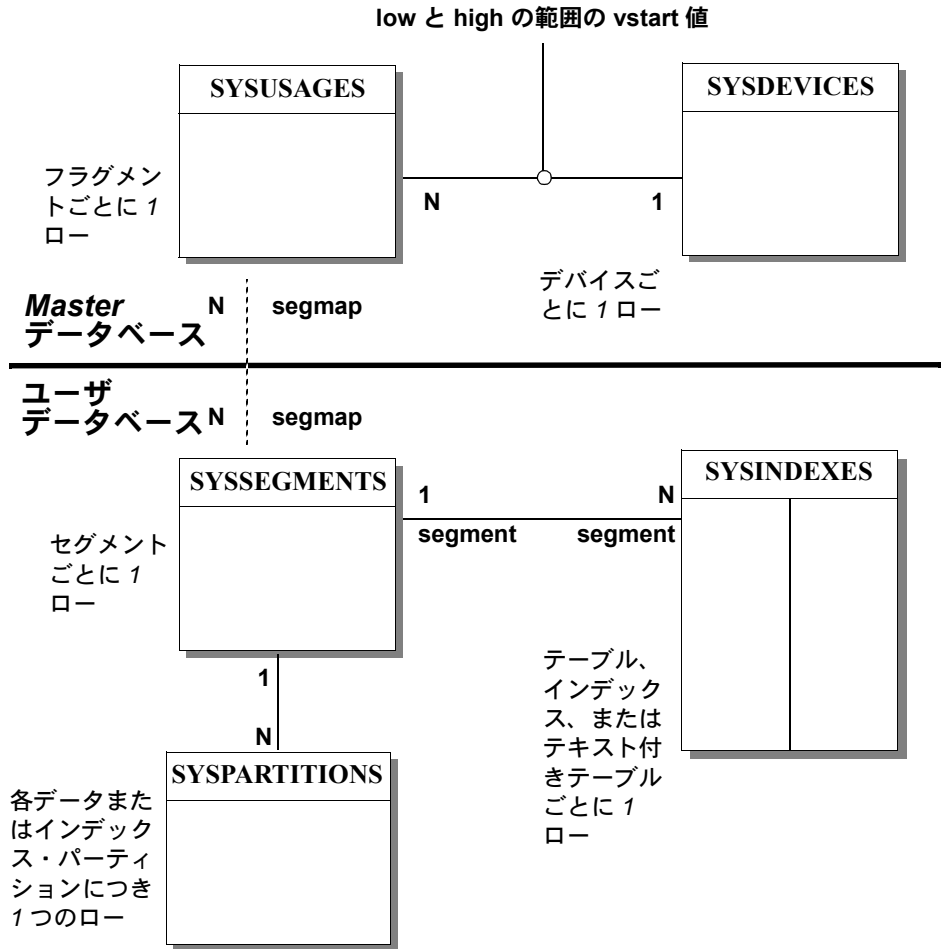 low と high の範囲の vstart 値
SYSUSAGES
SYSDEVICES
フラグメン
トごとに 1
ロー
N
1
デバイスご
とに 1 ロー
Master
データベース
N
segmap
ユーザ
データベース
N
segmap
SYSSEGMENTS
SYSINDEXES
1
N
segment
segment
セグメント
ごとに 1
ロー
テーブル、
インデック
ス、または
テキスト付
きテーブル
ごとに 1
ロー
1
N
SYSPARTITIONS
各データまた
はインデック
ス・パーティ
ションにつき
1 つのロー